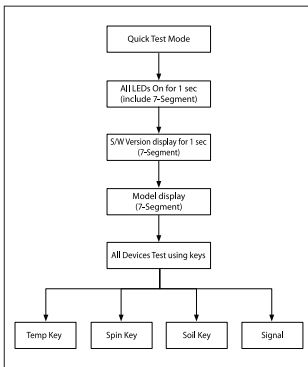 Quick Test Mode
All LEDs On for 1 sec
(include 7-Segment)
S/W Version display for 1 sec
(7-Segment)
Model display
(7-Segment)
All Devices Test using keys
Temp Key
Spin Key
Soil Key
Signal